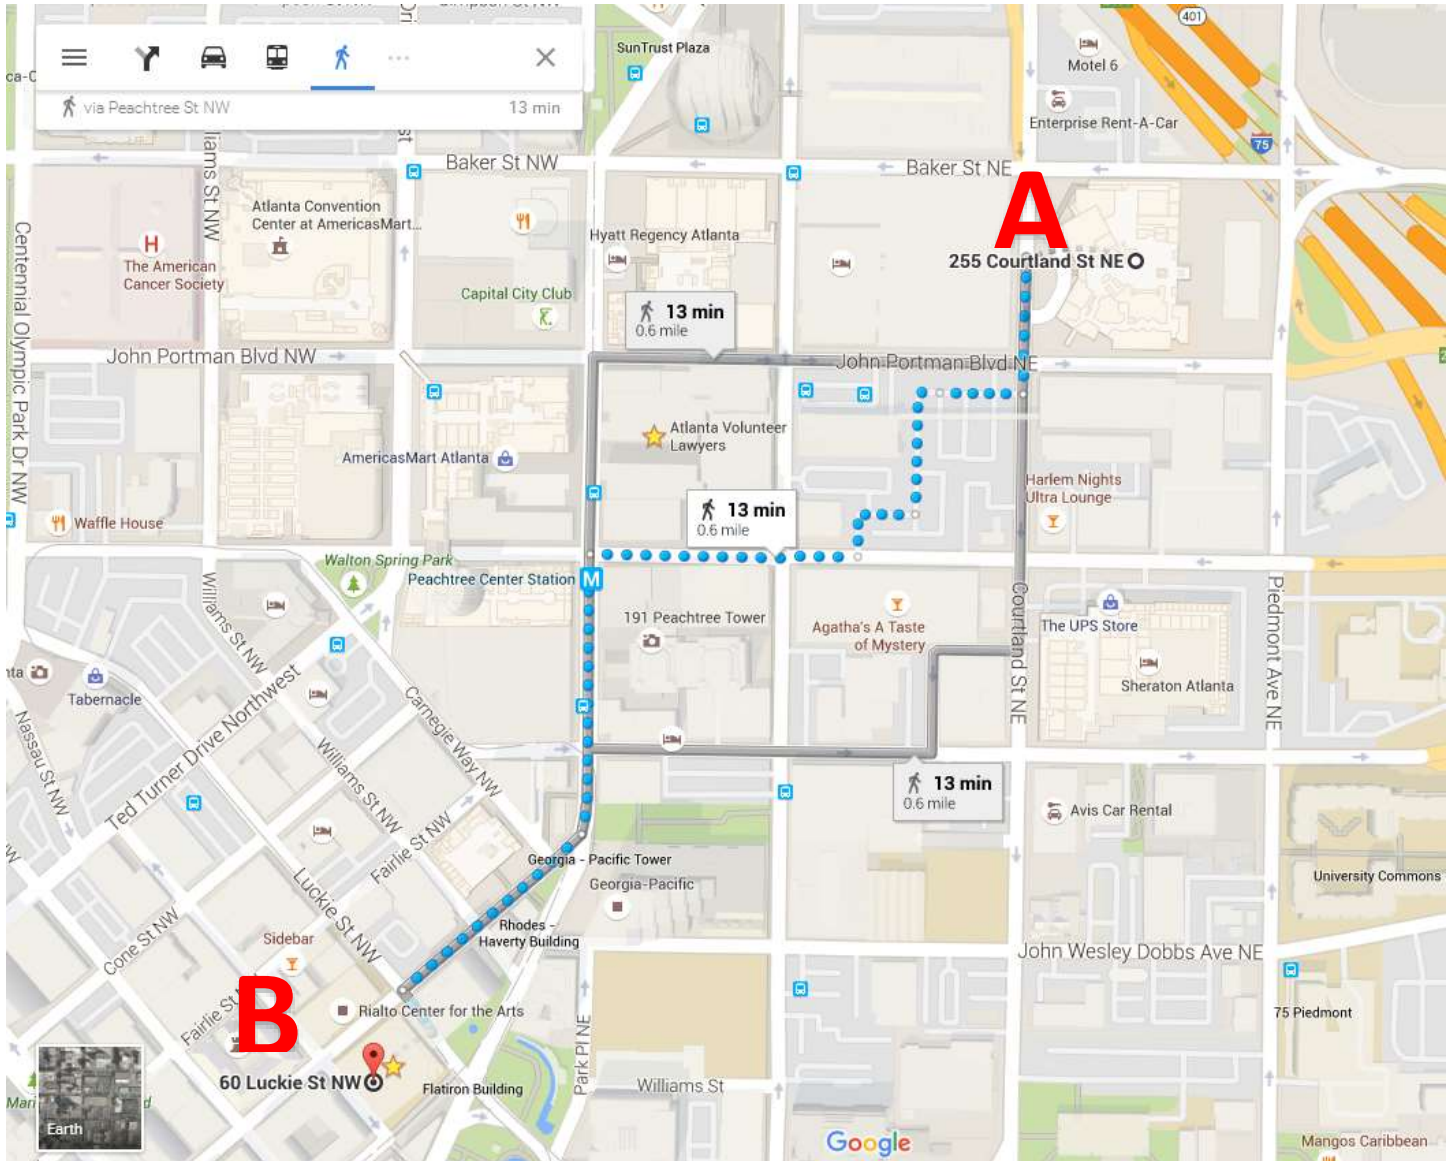 401
SunTrust Plaza
Motel 6
via Peachtree St NW
13 min
Enterprise Rent-A-Car
75
Baker St NW
Baker St NE
A
Atlanta Convention
Center at AmericasMart...
Hyatt Regency Atlanta
H
The American
Cancer Society
255 Courtland St NE
Capital City Club
13 min
0.6 mile
John Portman Blvd NW
John Portman Blvd NE
Centennial Olympic Park Dr NW
Atlanta Volunteer
Lawyers
AmericasMart Atlanta
Harlem Nights
Ultra Lounge
13 min
0.6 mile
Waffle House
Walton Spring Park
Peachtree Center Station
M
Williams St NW
191 Peachtree Tower
Agatha's A Taste
of Mystery
Courtland St NE
The UPS Store
Piedmont Ave NE
Tabernacle
Sheraton Atlanta
Nassau St NW
Ted Turner Drive Northwest
Carnegie Way NW
Williams St NW
13 min
0.6 mile
Avis Car Rental
Fairlie St NW
Georgia - Pacific Tower
Georgia-Pacific
University Commons
Luckie St NW
Cone St NW
Sidebar
Rhodes -
Haverty Building
John Wesley Dobbs Ave NE
B
Fairlie St
Rialto Center for the Arts
75 Piedmont
Park Pl NE
60 Luckie St NW
Flatiron Building
Williams St
Earth
Google
Mangos Caribbean